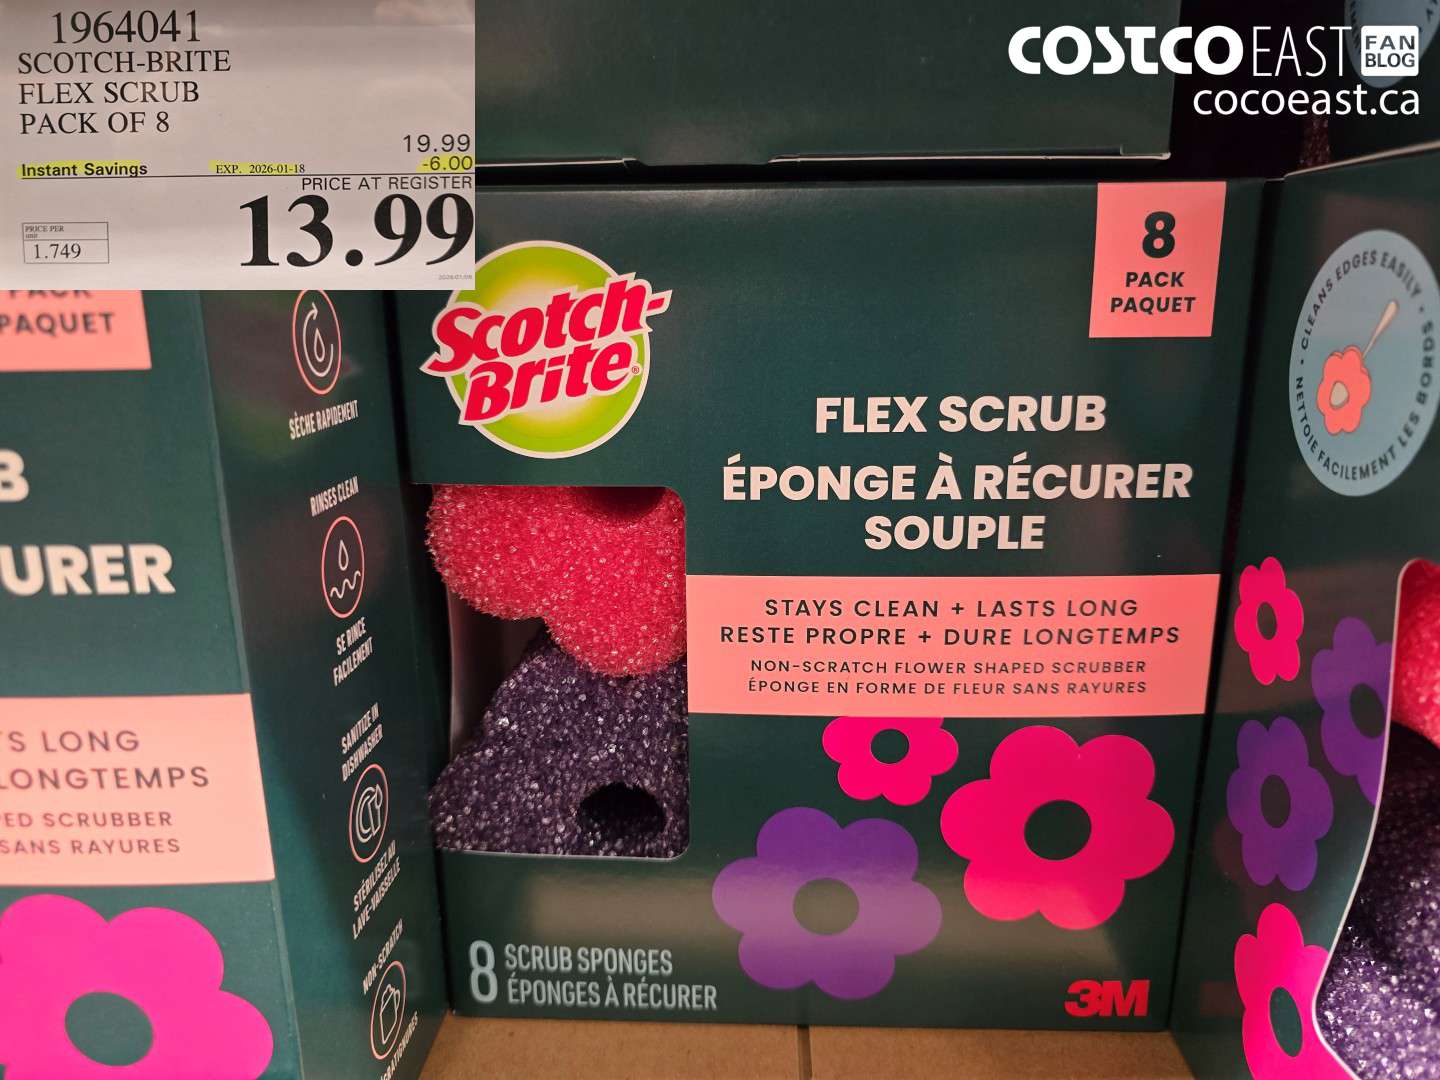 1964041
SCOTCH-BRITE
FLEX SCRUB
PACK OF 8
19.99
Instant Savings EXP. 2026-01-18 -6.00
PRICE AT REGISTER
13.99
PRICE PER
unit
1.749
COSTCO EAST FAN BLOG
cocoeast.ca
PACK
PAQUET
URER
TS LONG
LONGTEMPS
PED SCRUBBER
SANS RAYURES
SÈCHE RAPIDEMENT
RINSES CLEAN
SE RINCE
FACILEMENT
SANITIZE IN
DISHWASHER
STÉRILISEZ AU
LAVE-VAISSELLE
NON-SCRATCH
Scotch-
Brite®
8
PACK
PAQUET
FLEX SCRUB
ÉPONGE À RÉCURER
SOUPLE
STAYS CLEAN + LASTS LONG
RESTE PROPRE + DURE LONGTEMPS
NON-SCRATCH FLOWER SHAPED SCRUBBER
ÉPONGE EN FORME DE FLEUR SANS RAYURES
8 SCRUB SPONGES
ÉPONGES À RÉCURER
3M
• CLEANS EDGES EASILY •
NETTOIE FACILEMENT LES BORDS